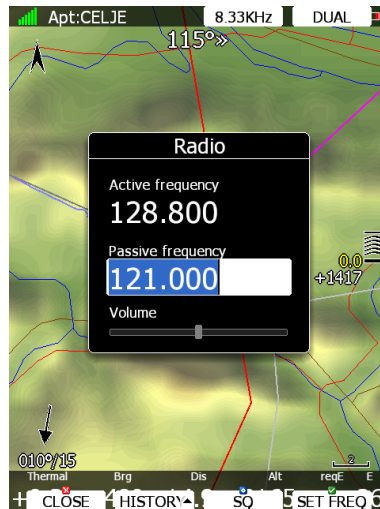 Apt:CELJE 8.33KHz DUAL
115°»
Radio
Active frequency
128.800
Passive frequency
121.000
0.0
+1417
Volume
010°/15
2
Thermal Brg Dis Alt reqE E
CLOSE HISTORY SQ SET FREQ